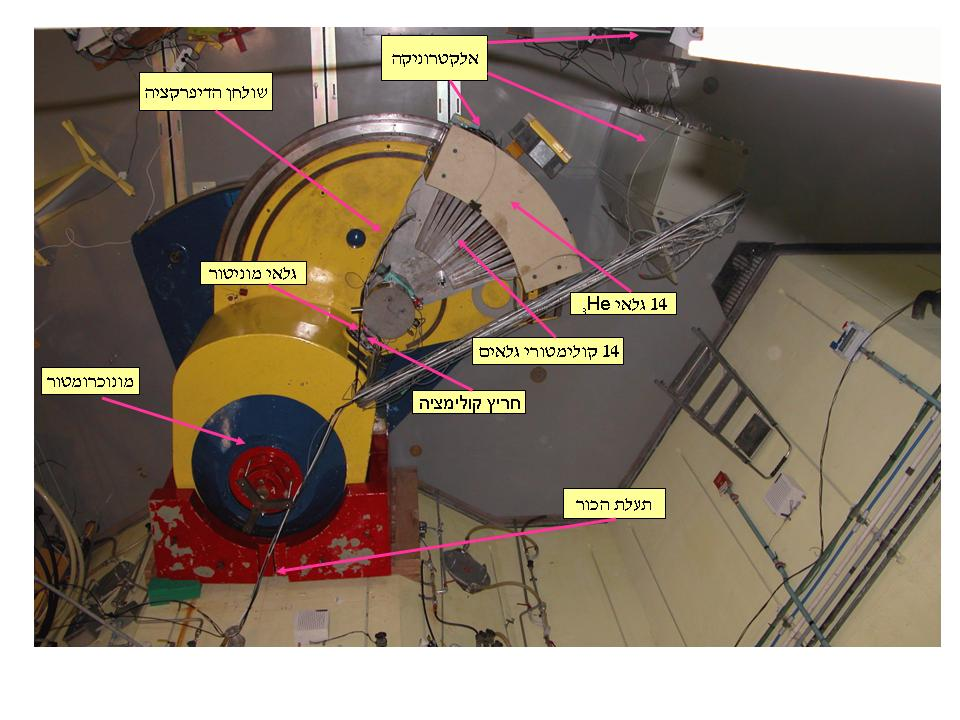 אלקטרוניקה
שולחן הדיפרקציה
גלאי מוניטור
14 גלאי ₃He
14 קולימטורי גלאים
מונוכרומטור
חריץ קולימציה
תעלת הכור